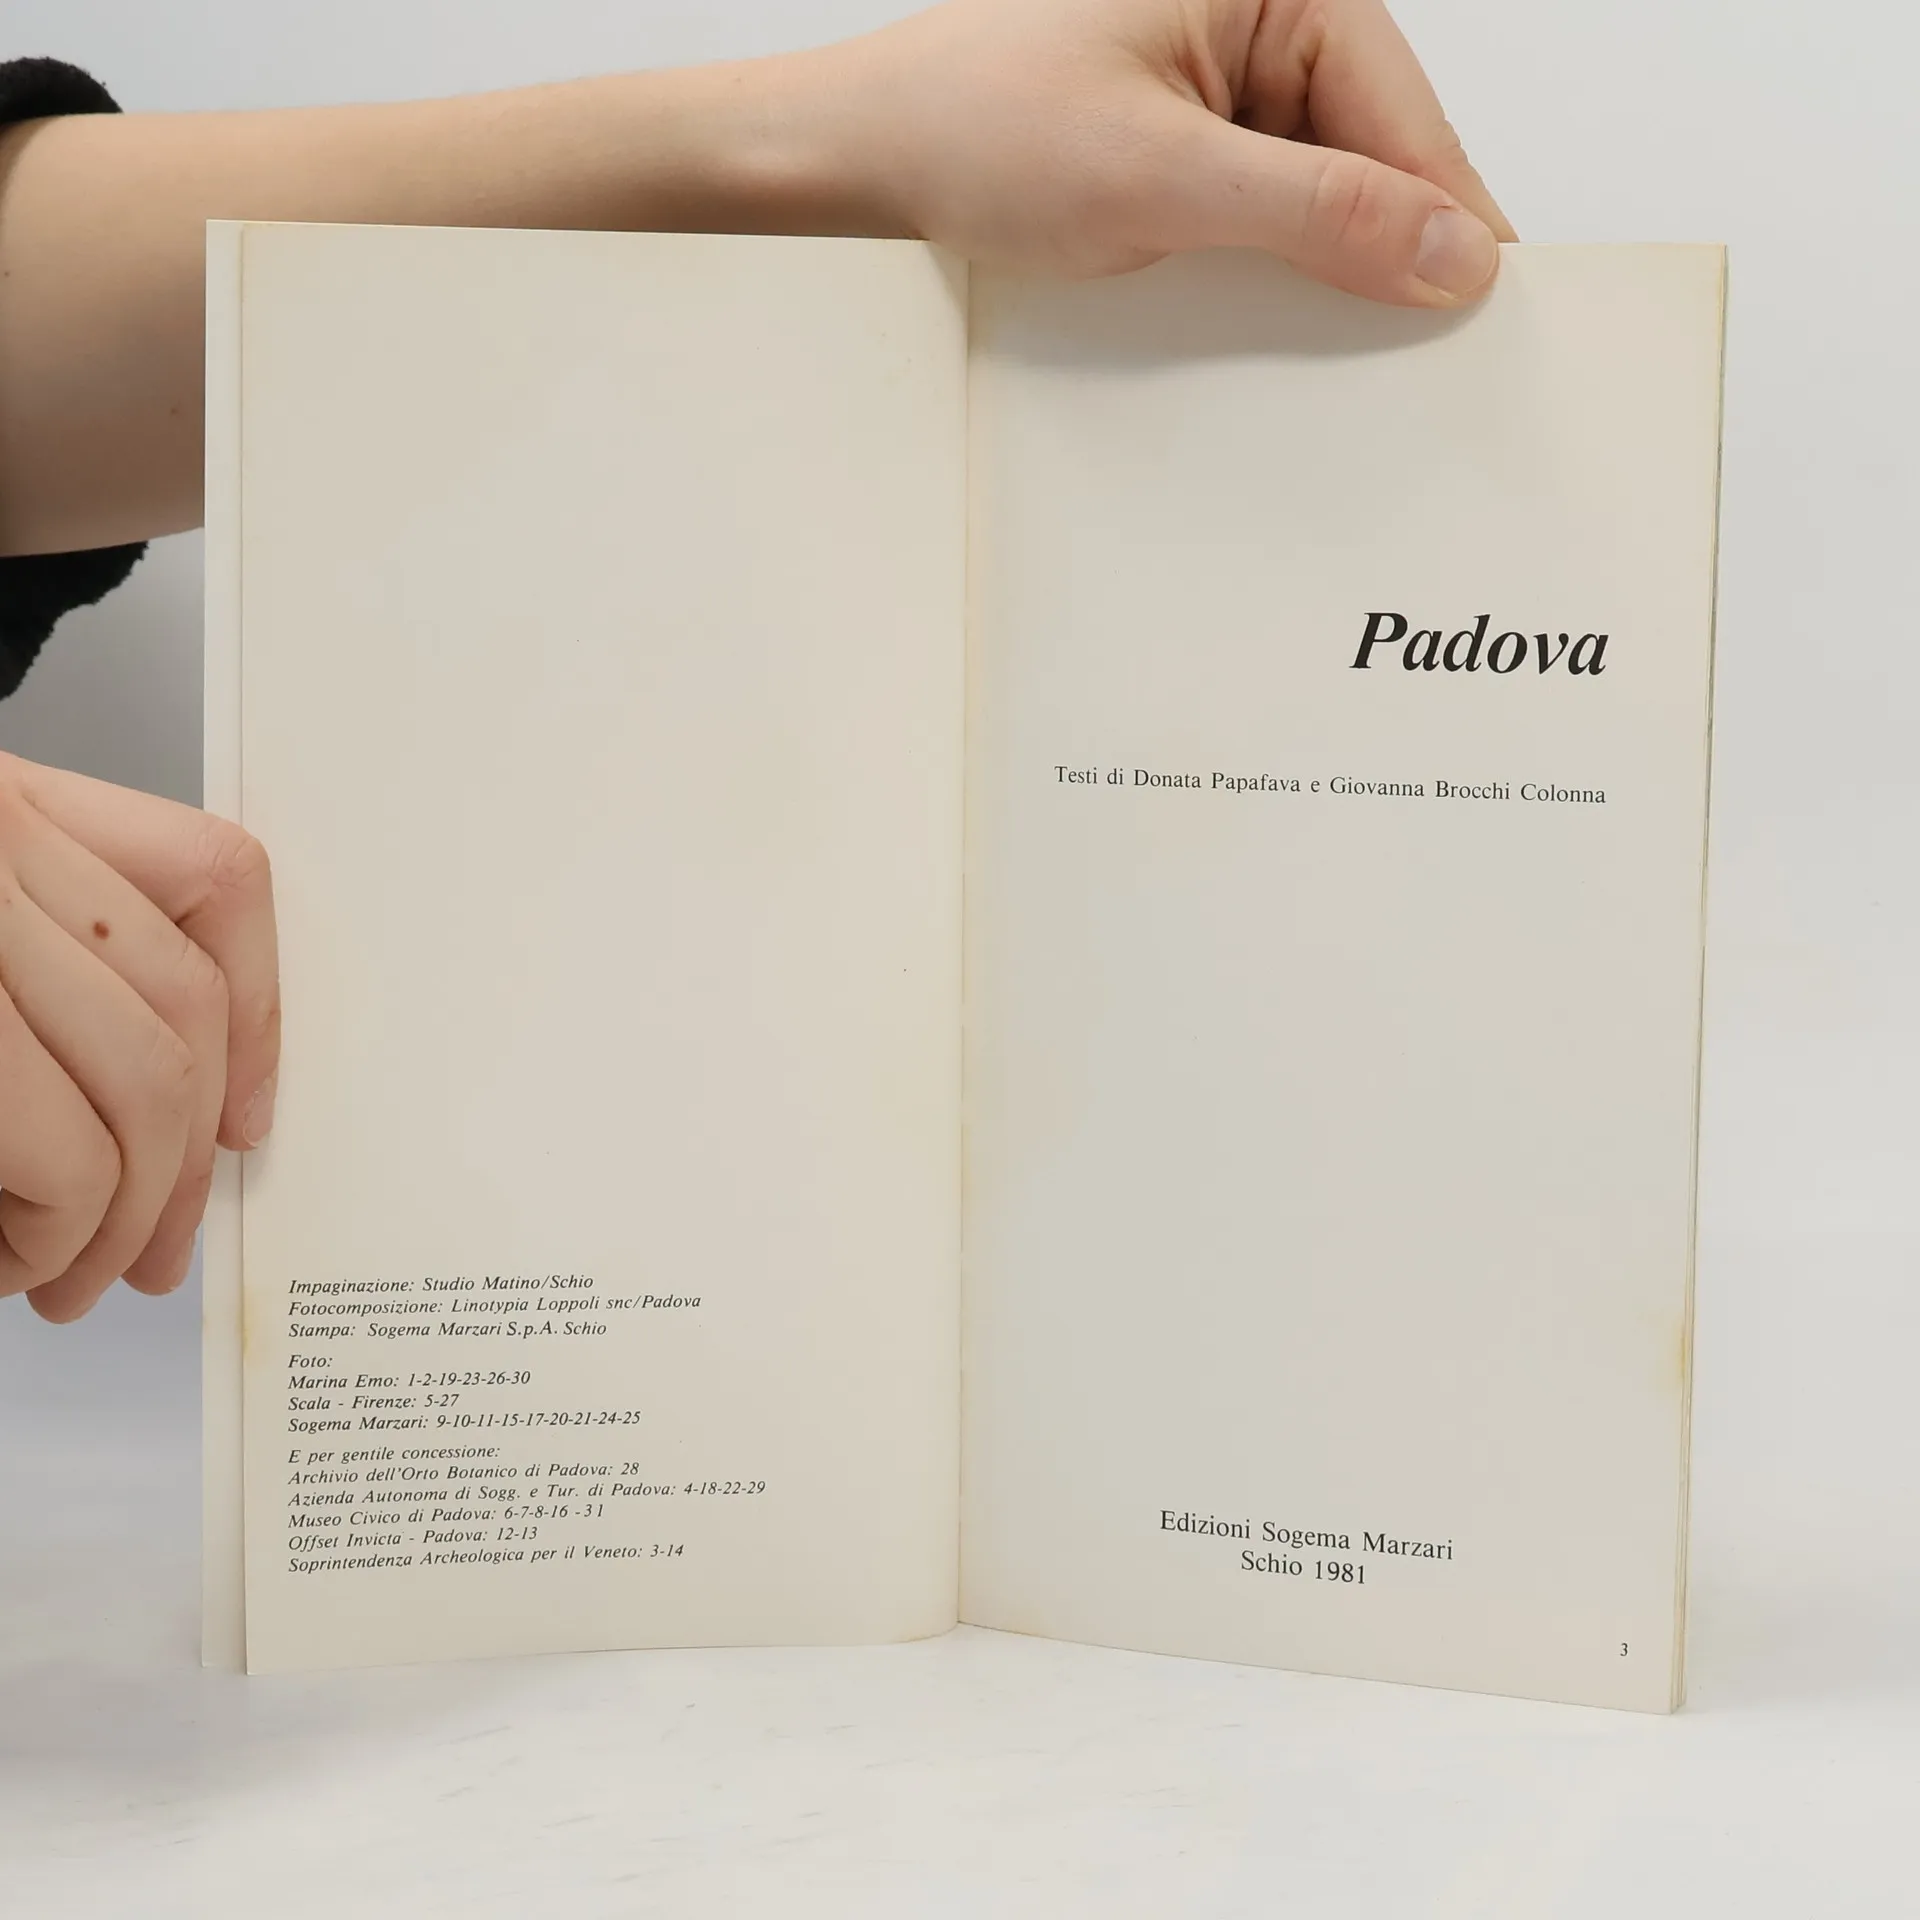 Impaginazione: Studio Matino/Schio
Fotocomposizione: Linotypia Loppoli snc/Padova
Stampa: Sogema Marzari S.p.A. Schio
Foto:
Marina Emo: 1-2-19-23-26-30
Scala - Firenze: 5-27
Sogema Marzari: 9-10-11-15-17-20-21-24-25
E per gentile concessione:
Archivio dell'Orto Botanico di Padova: 28
Azienda Autonoma di Sogg. e Tur. di Padova: 4-18-22-29
Museo Civico di Padova: 6-7-8-16 -31
Offset Invicta - Padova: 12-13
Soprintendenza Archeologica per il Veneto: 3-14
Padova
Testi di Donata Papafava e Giovanna Brocchi Colonna
Edizioni Sogema Marzari
Schio 1981
3